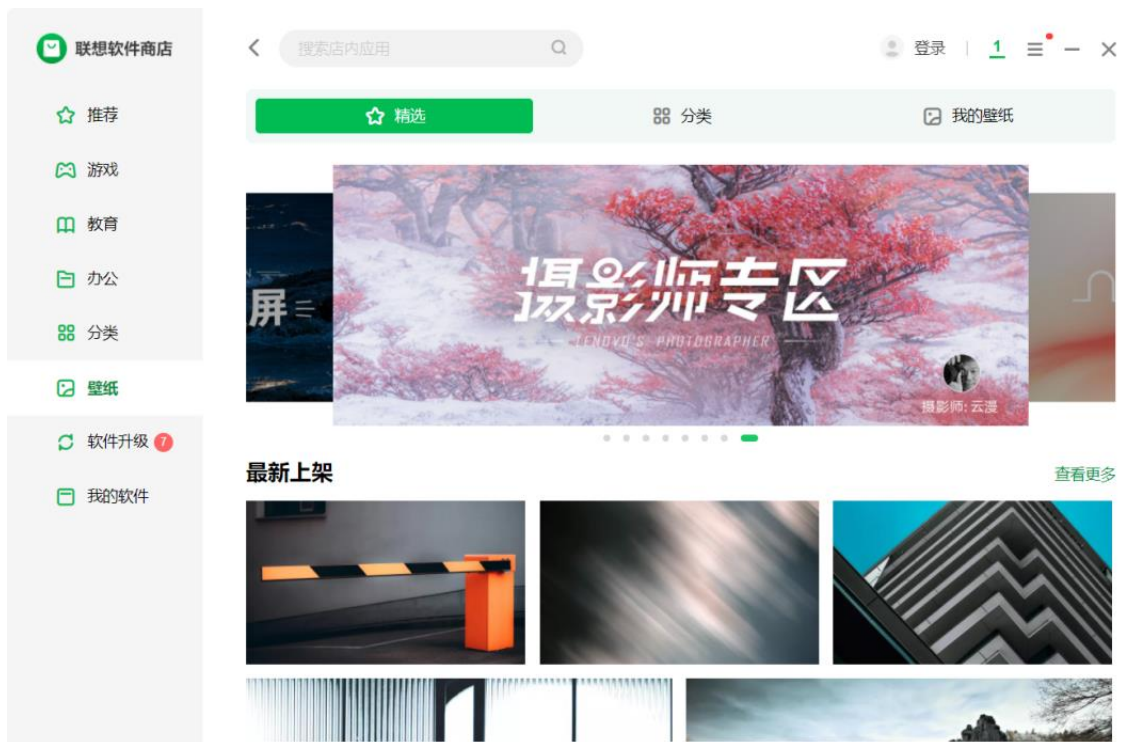 联想软件商店
搜索店内应用
登录
1
推荐
游戏
教育
办公
分类
壁纸
软件升级 7
我的软件
精选
分类
我的壁纸
屏
摄影师专区
LENOVO'S PHOTOGRAPHER
摄影师: 云漫
最新上架
查看更多